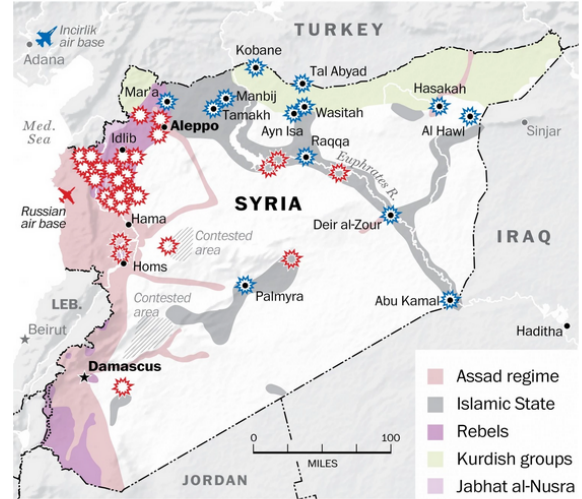 TURKEY
Incirlik
air base
Adana
Kobane
Tal Abyad
Mar'a
Manbij
Hasakah
Tamakh
Wasitah
Aleppo
Ayn Isa
Al Hawl
Sinjar
Med.
Sea
Idlib
Raqqa
Euphrates R.
Russian
air base
SYRIA
Hama
Deir al-Zour
IRAQ
Contested
area
Homs
LEB.
Contested
area
Palmyra
Abu Kamal
Beirut
Haditha
Damascus
Assad regime
Islamic State
Rebels
Kurdish groups
Jabhat al-Nusra
0 100
MILES
JORDAN